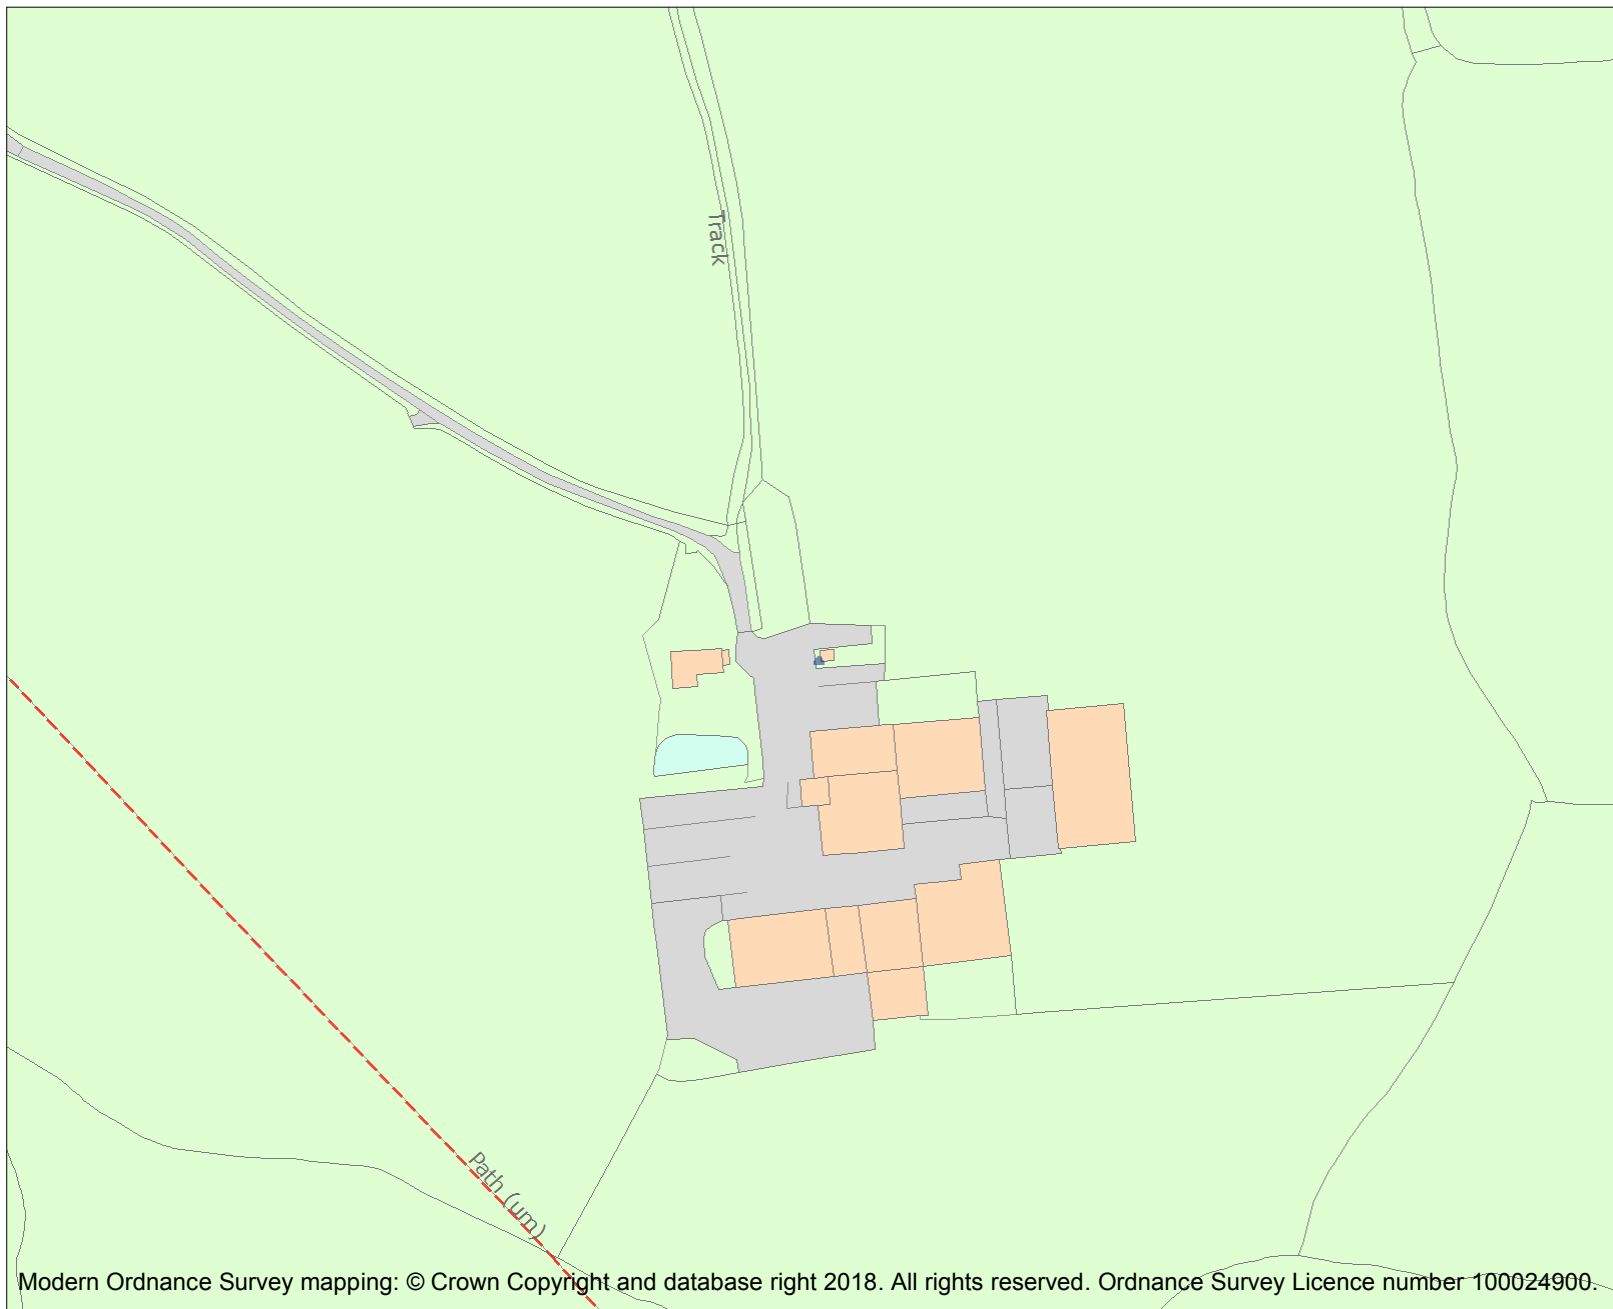 Track
Path (um)
Modern Ordnance Survey mapping: © Crown Copyright and database right 2018. All rights reserved. Ordnance Survey Licence number 100024900.